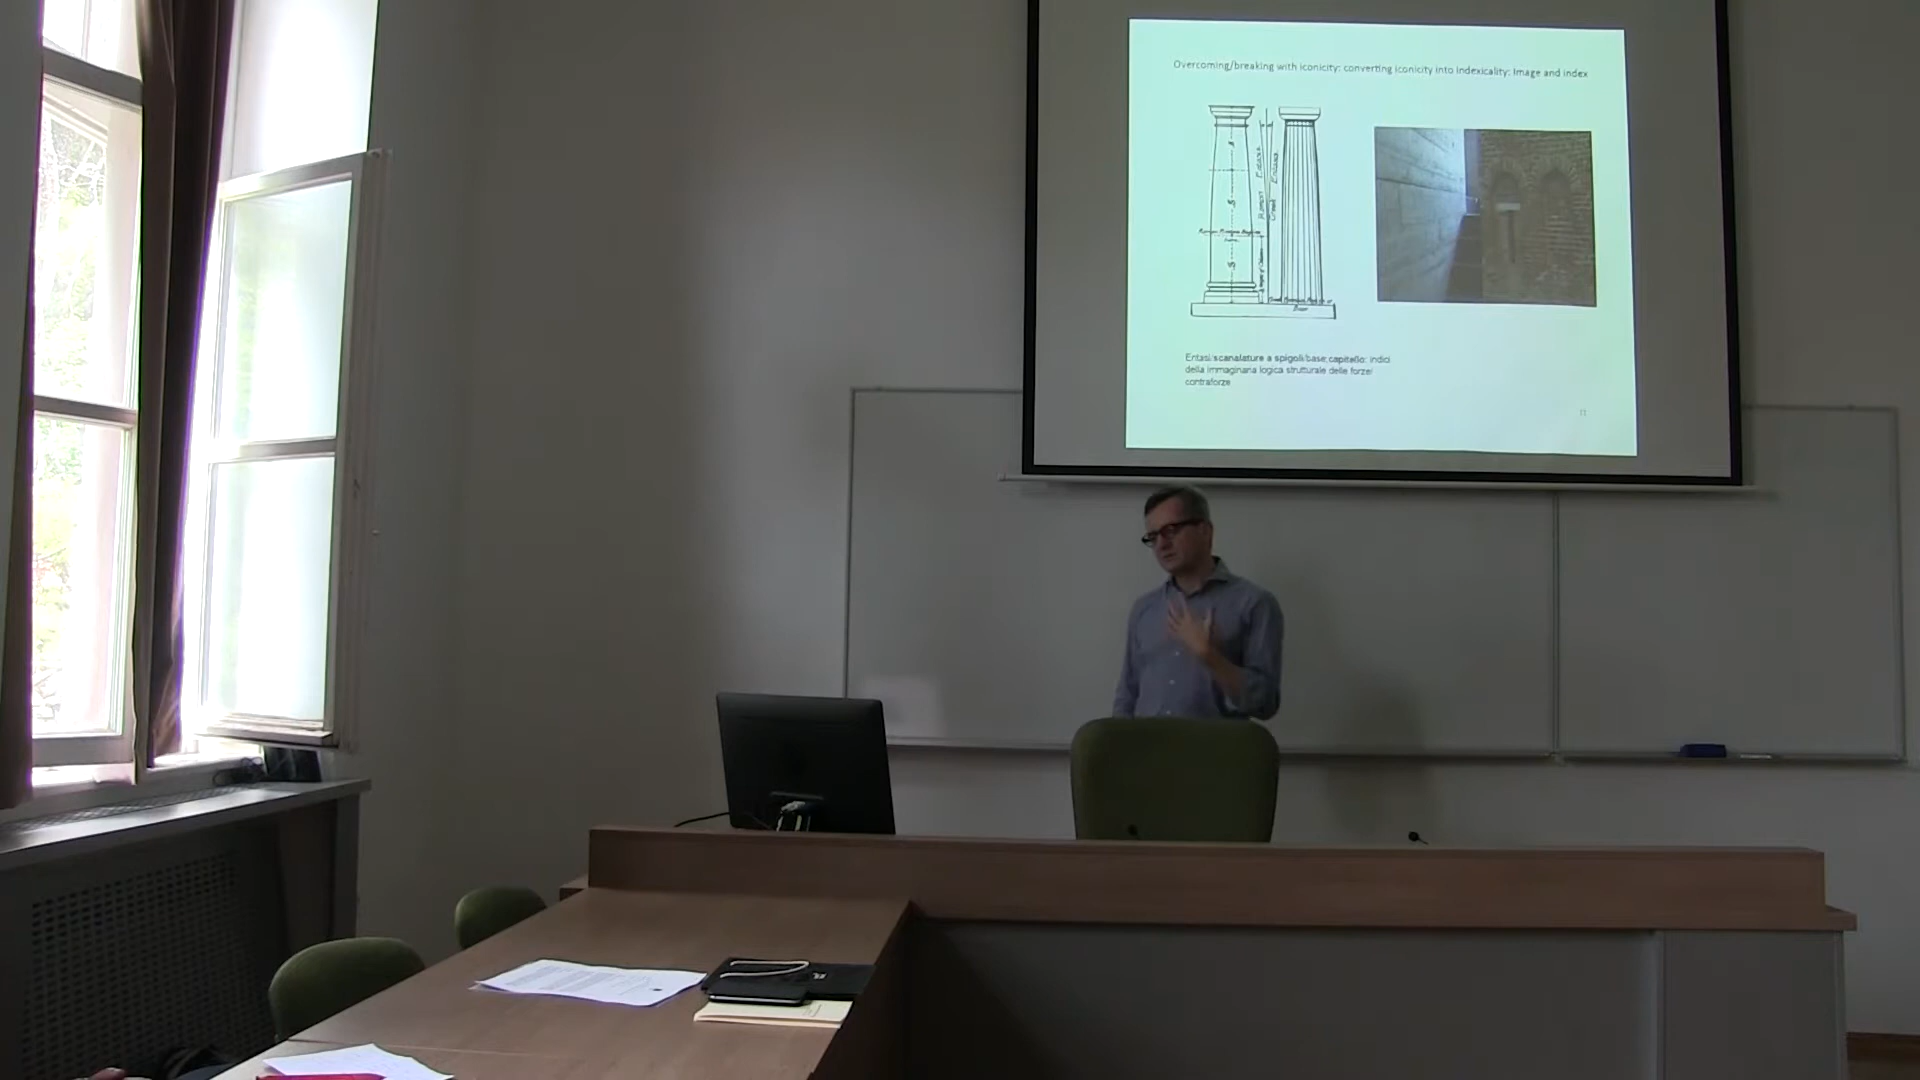 Overcoming/breaking with iconicity: converting iconicity into indexicality: Image and index
Entasi/scanalature a spigoli/base capitello: indici
della immaginaria logica strutturale delle forze/
contraforze
11